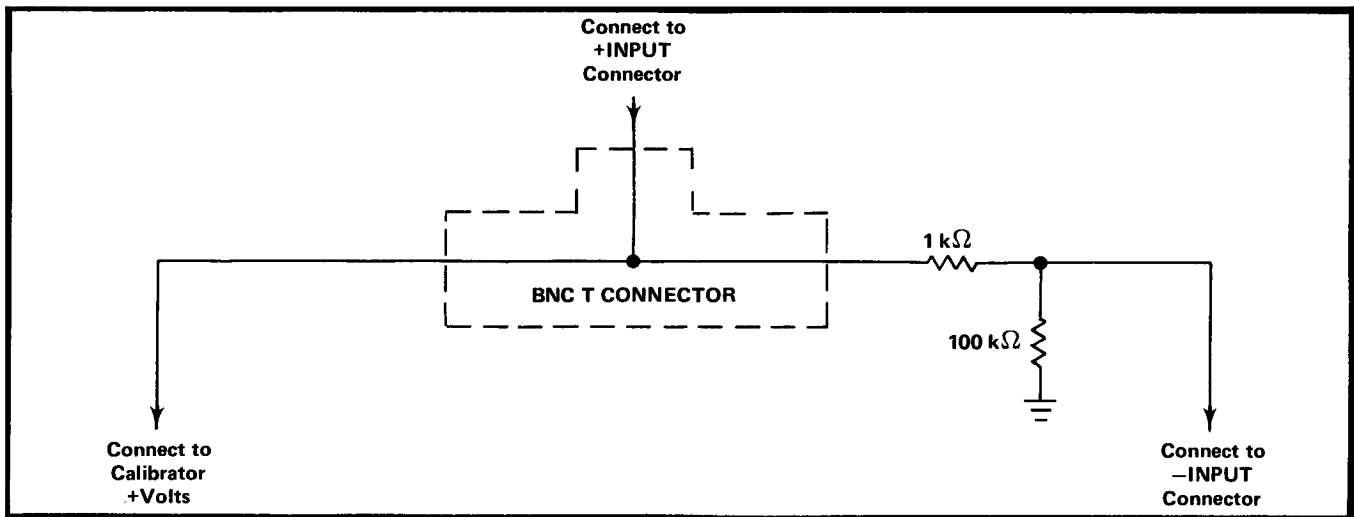 Connect to
+INPUT
Connector
1 kΩ
BNC T CONNECTOR
100 kΩ
Connect to
Calibrator
+Volts
Connect to
−INPUT
Connector